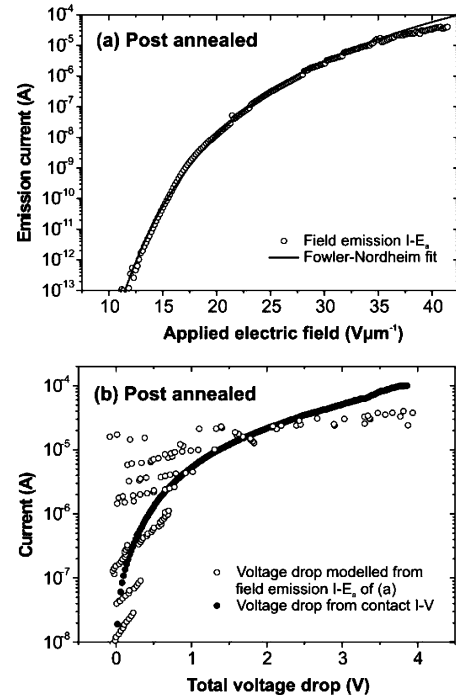 (a) Post annealed
Emission current (A)
10⁻⁴
10⁻⁵
10⁻⁶
10⁻⁷
10⁻⁸
10⁻⁹
10⁻¹⁰
10⁻¹¹
10⁻¹²
10⁻¹³
Field emission I-Eₐ
Fowler-Nordheim fit
10 15 20 25 30 35 40
Applied electric field (Vμm⁻¹)
(b) Post annealed
Current (A)
10⁻⁴
10⁻⁵
10⁻⁶
10⁻⁷
10⁻⁸
Voltage drop modelled from
field emission I-Eₐ of (a)
Voltage drop from contact I-V
0 1 2 3 4
Total voltage drop (V)